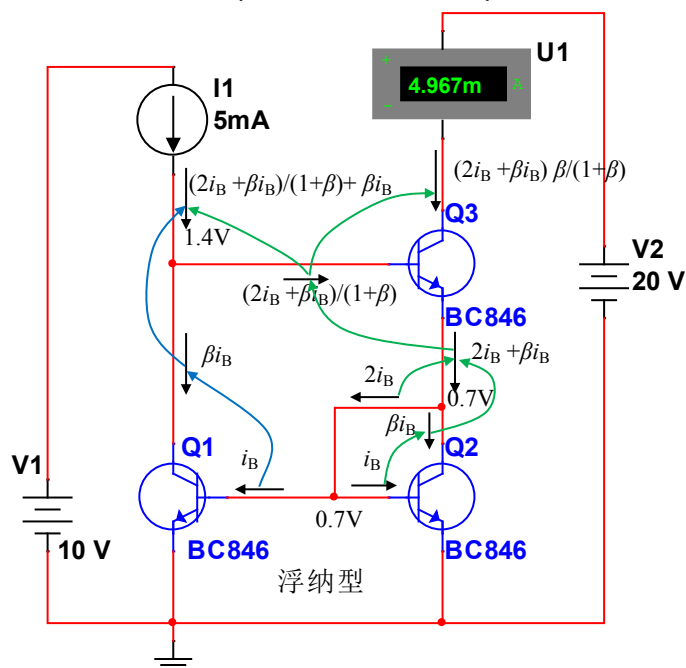 U1
+
4.967m A
−
I1
5mA
(2iB +βiB)/(1+β)+ βiB
(2iB +βiB) β/(1+β)
Q3
1.4V
V2
20 V
(2iB +βiB)/(1+β)
BC846
βiB
2iB +βiB
2iB
0.7V
βiB
Q1
Q2
V1
iB
iB
0.7V
10 V
BC846
BC846
浮纳型